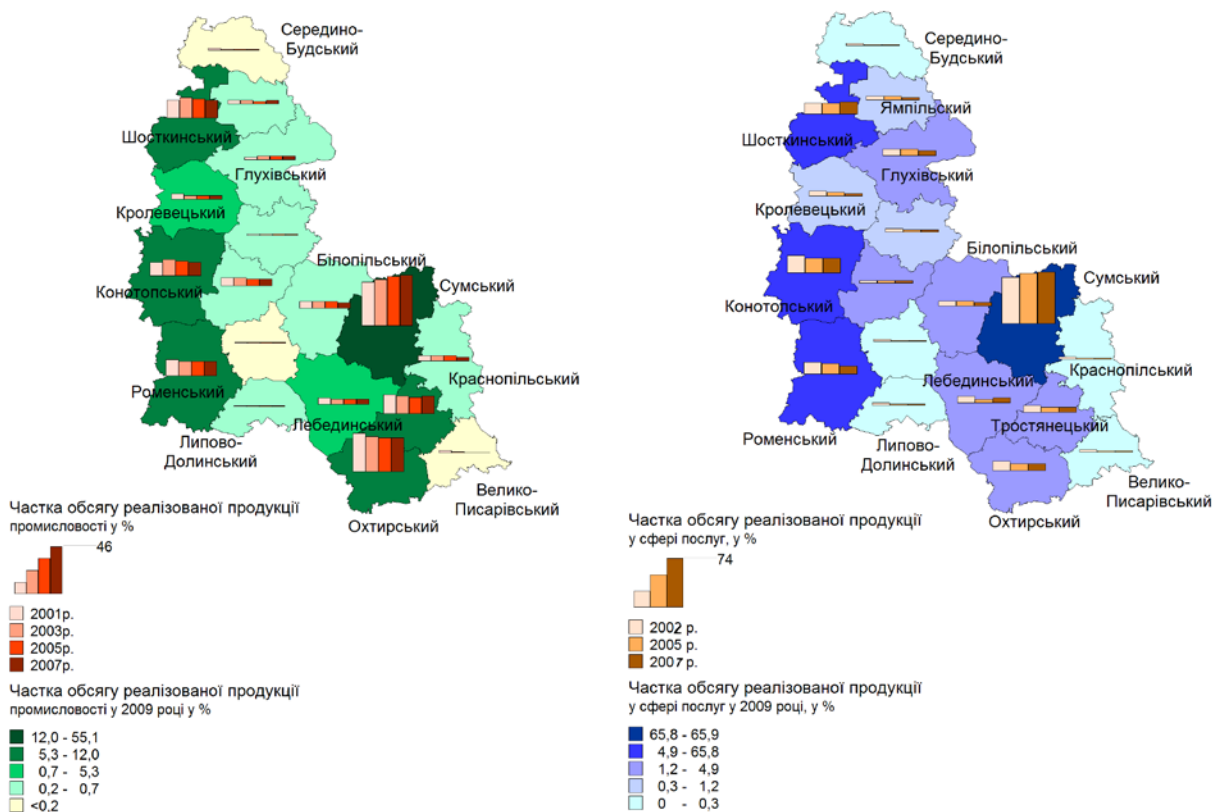 Середино-
Будський
Шосткинський
Глухівський
Кролевецький
Білопільський
Сумський
Конотопський
Краснопільський
Роменський
Лебединський
Липово-
Долинський
Велико-
Писарівський
Охтирський
Частка обсягу реалізованої продукції
промисловості у %
46
2001р.
2003р.
2005р.
2007р.
Частка обсягу реалізованої продукції
промисловості у 2009 році у %
12,0 - 55,1
5,3 - 12,0
0,7 - 5,3
0,2 - 0,7
<0,2
Середино-
Будський
Ямпільский
Шосткинський
Глухівський
Кролевецький
Білопільський
Сумський
Конотопський
Краснопілський
Лебединський
Тростянецький
Роменський
Липово-
Долинський
Велико-
Писарівський
Охтирський
Частка обсягу реалізованої продукції
у сфері послуг, у %
74
2002 р.
2005 р.
2007 р.
Частка обсягу реалізованої продукції
у сфері послуг у 2009 році, у %
65,8 - 65,9
4,9 - 65,8
1,2 - 4,9
0,3 - 1,2
0 - 0,3